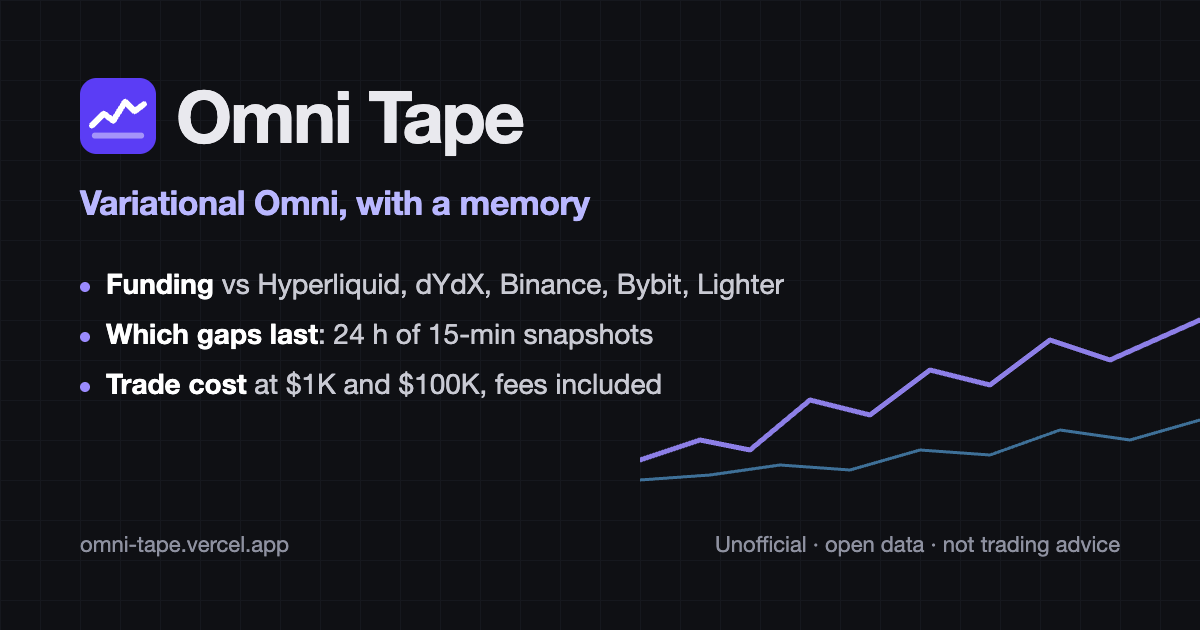 Omni Tape
Variational Omni, with a memory
• Funding vs Hyperliquid, dYdX, Binance, Bybit, Lighter
• Which gaps last: 24 h of 15-min snapshots
• Trade cost at $1K and $100K, fees included
omni-tape.vercel.app
Unofficial · open data · not trading advice